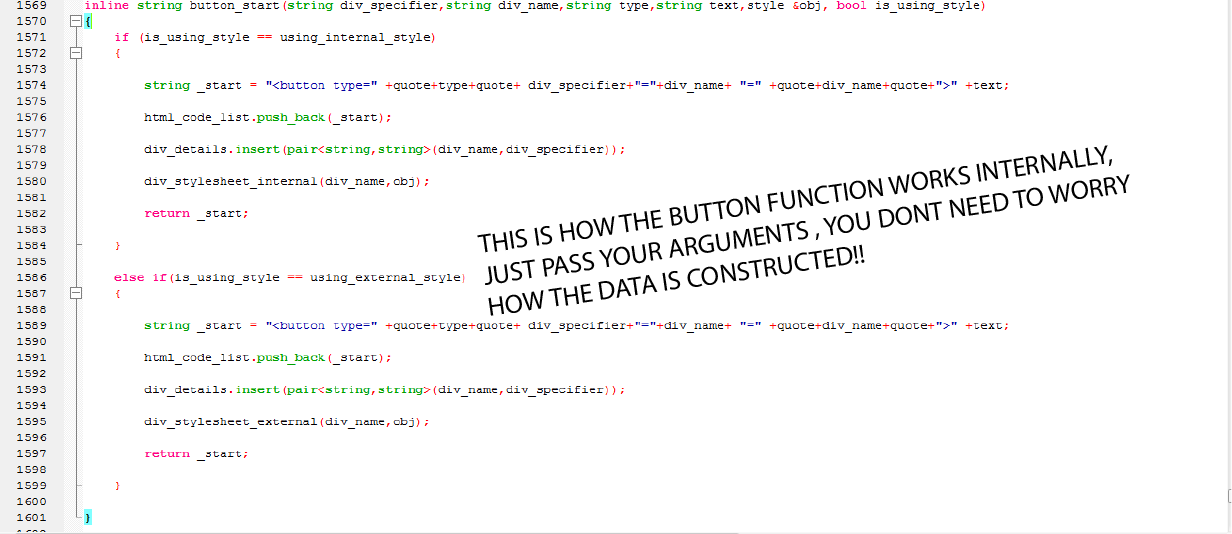 1569 inline string button_start(string div_specifier,string div_name,string type,string text,style &obj, bool is_using_style)
1570 {
1571 if (is_using_style == using_internal_style)
1572 {
1573
1574 string _start = "<button type=" +quote+type+quote+ div_specifier+"="+div_name+ "=" +quote+div_name+quote+">" +text;
1575
1576 html_code_list.push_back(_start);
1577
1578 div_details.insert(pair<string,string>(div_name,div_specifier));
1579
1580 div_stylesheet_internal(div_name,obj);
1581
1582 return _start;
1583
1584 }
1585
1586 else if(is_using_style == using_external_style)
1587 {
1588
1589 string _start = "<button type=" +quote+type+quote+ div_specifier+"="+div_name+ "=" +quote+div_name+quote+">" +text;
1590
1591 html_code_list.push_back(_start);
1592
1593 div_details.insert(pair<string,string>(div_name,div_specifier));
1594
1595 div_stylesheet_external(div_name,obj);
1596
1597 return _start;
1598
1599 }
1600
1601 }
THIS IS HOW THE BUTTON FUNCTION WORKS INTERNALLY,
JUST PASS YOUR ARGUMENTS , YOU DONT NEED TO WORRY
HOW THE DATA IS CONSTRUCTED!!